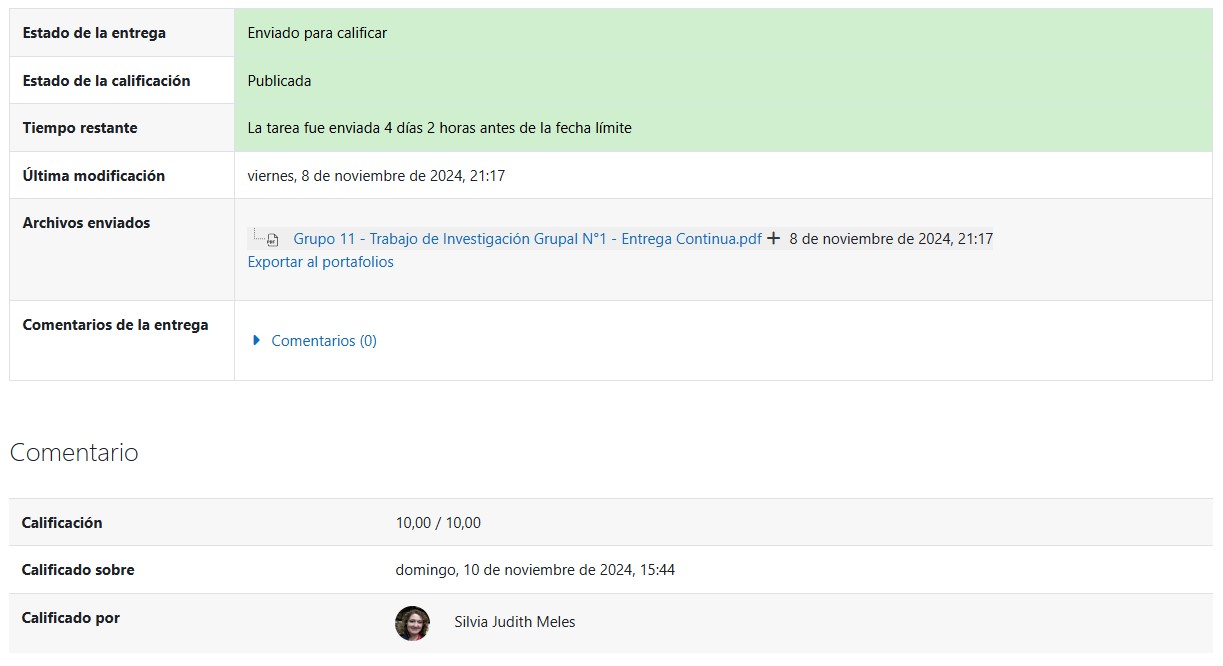 Estado de la entrega Enviado para calificar
Estado de la calificación Publicada
Tiempo restante La tarea fue enviada 4 días 2 horas antes de la fecha límite
Última modificación viernes, 8 de noviembre de 2024, 21:17
Archivos enviados
Grupo 11 - Trabajo de Investigación Grupal N°1 - Entrega Continua.pdf + 8 de noviembre de 2024, 21:17
Exportar al portafolios
Comentarios de la entrega
Comentarios (0)
Comentario
Calificación 10,00 / 10,00
Calificado sobre domingo, 10 de noviembre de 2024, 15:44
Calificado por Silvia Judith Meles